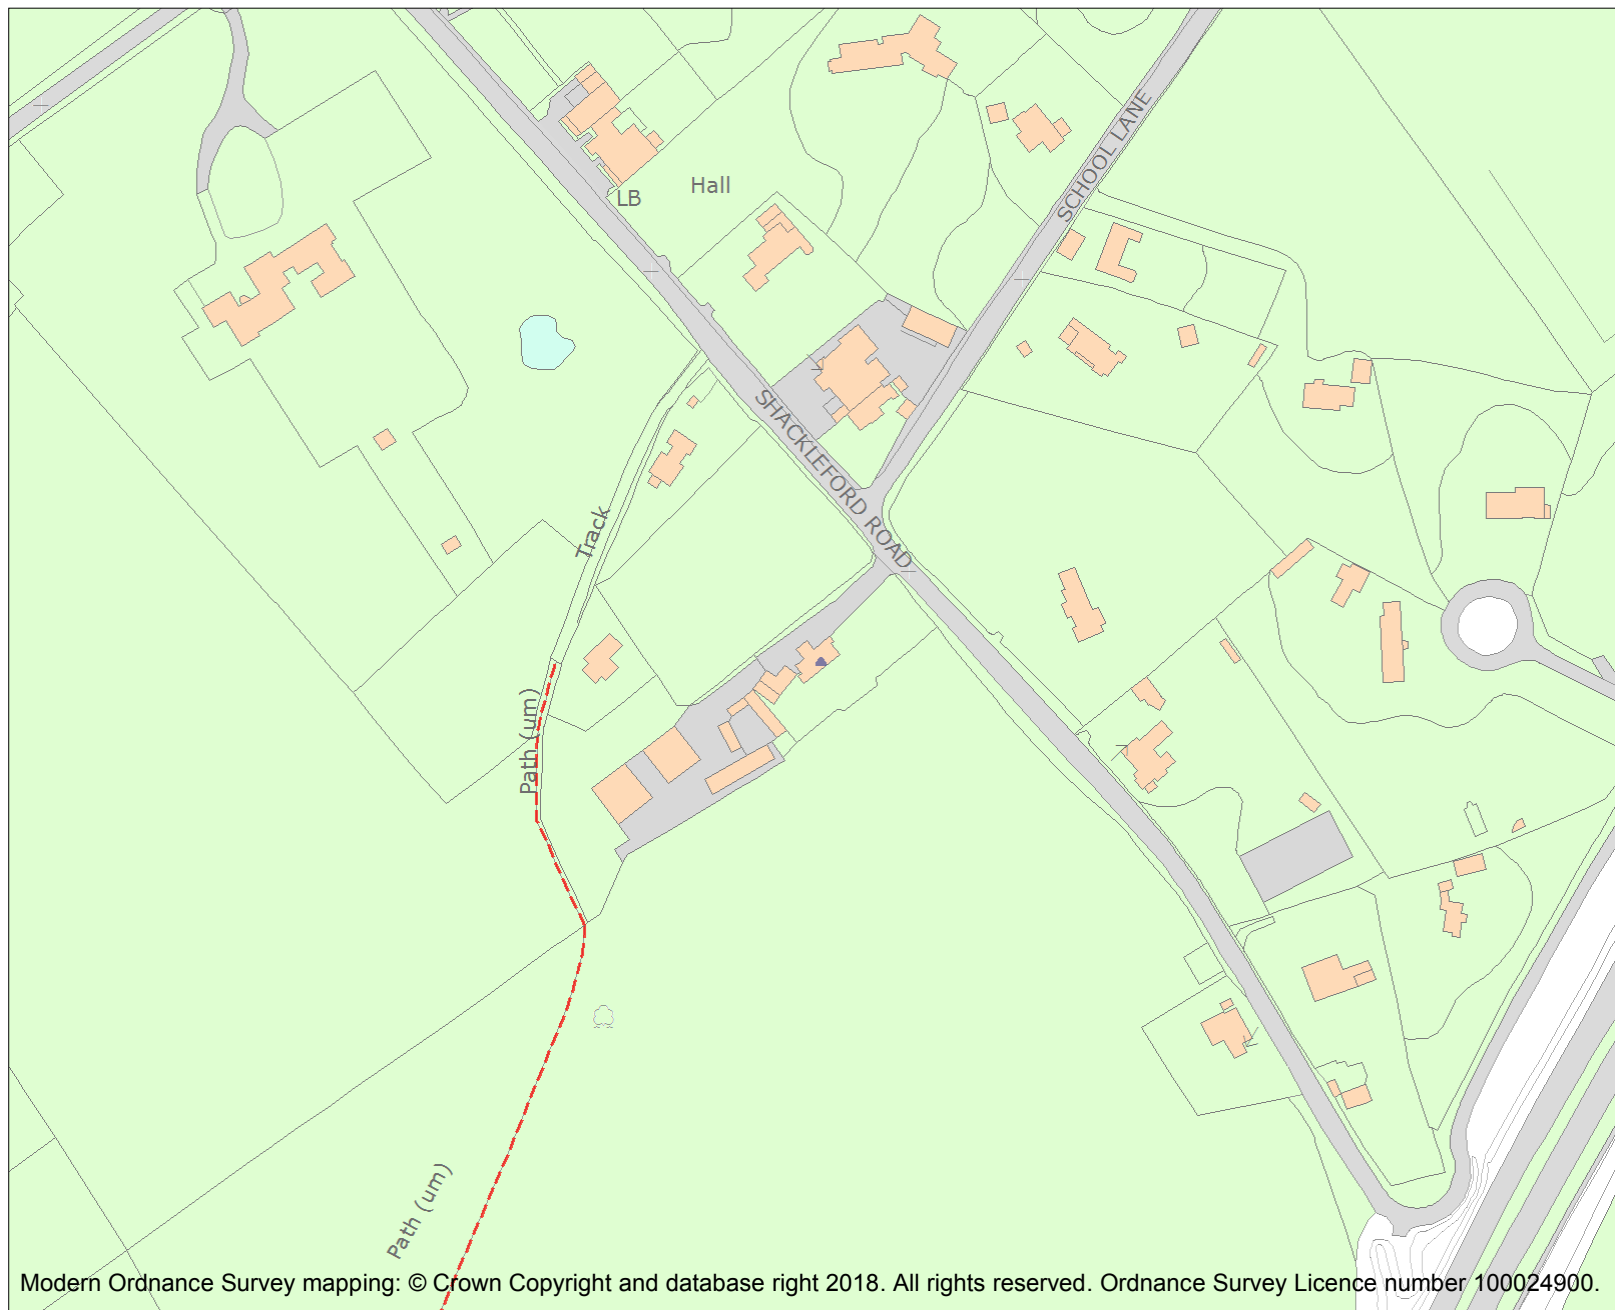 SCHOOL LANE
LB
Hall
SHACKLEFORD ROAD
Track
Path (um)
Path (um)
Modern Ordnance Survey mapping: © Crown Copyright and database right 2018. All rights reserved. Ordnance Survey Licence number 100024900.